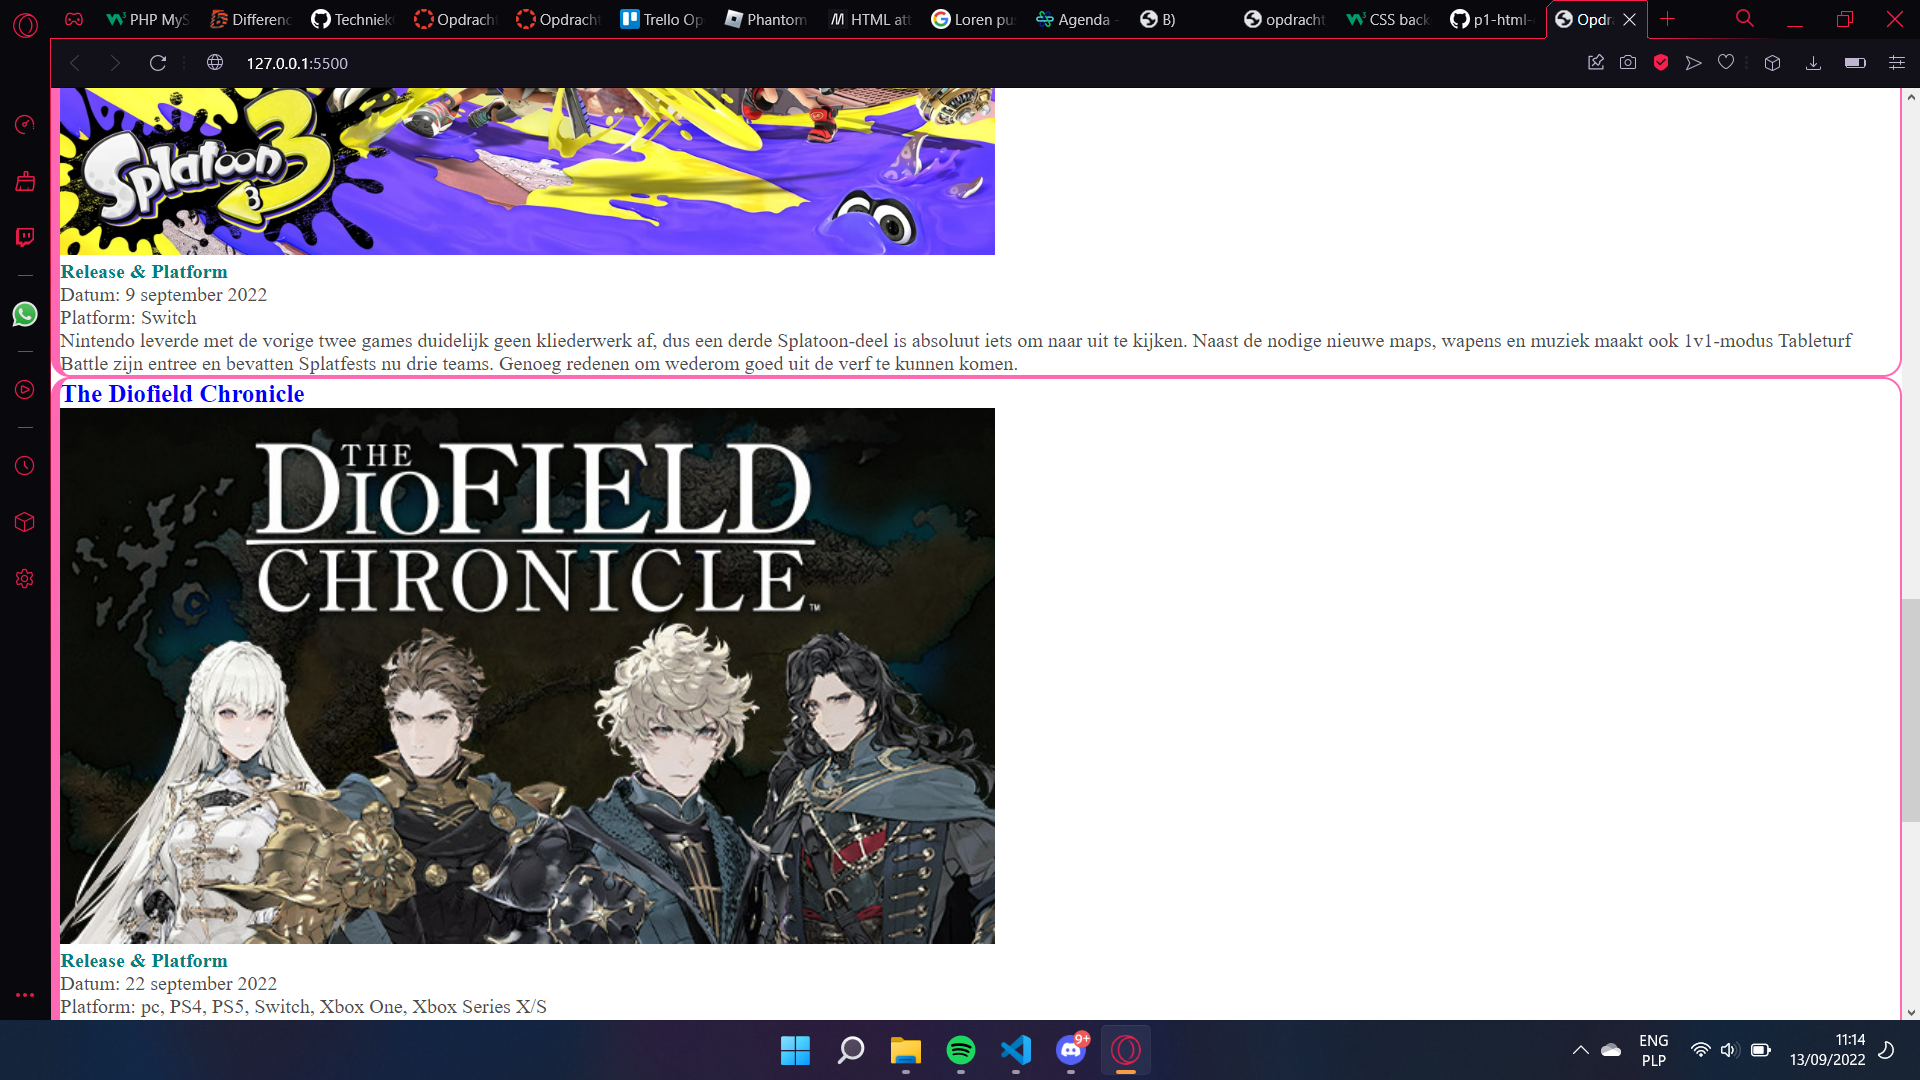 PHP MyS
Differenc
Techniek
Opdracht
Opdracht
Trello Op
Phantom
HTML att
Loren pu
Agenda -
B)
opdracht
CSS back
p1-html-
Opdra
127.0.0.1:5500
Splatoon 3
Release & Platform
Datum: 9 september 2022
Platform: Switch
Nintendo leverde met de vorige twee games duidelijk geen kliederwerk af, dus een derde Splatoon-deel is absoluut iets om naar uit te kijken. Naast de nodige nieuwe maps, wapens en muziek maakt ook 1v1-modus Tableturf
Battle zijn entree en bevatten Splatfests nu drie teams. Genoeg redenen om wederom goed uit de verf te kunnen komen.
The Diofield Chronicle
THE
DIOFIELD
CHRONICLE™
Release & Platform
Datum: 22 september 2022
Platform: pc, PS4, PS5, Switch, Xbox One, Xbox Series X/S
9+
ENG
PLP
11:14
13/09/2022